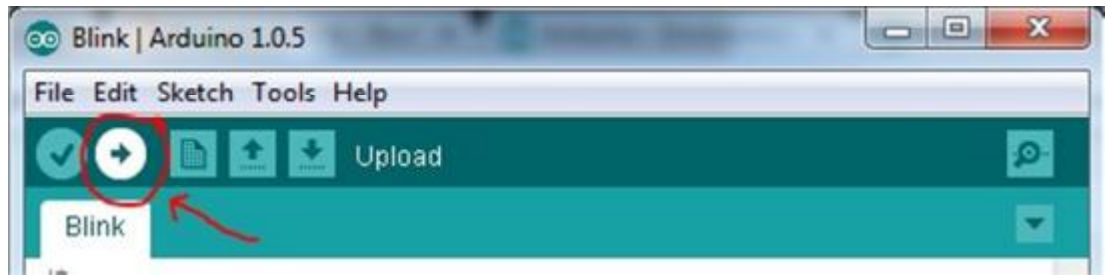 Blink | Arduino 1.0.5
File Edit Sketch Tools Help
Upload
Blink
/*